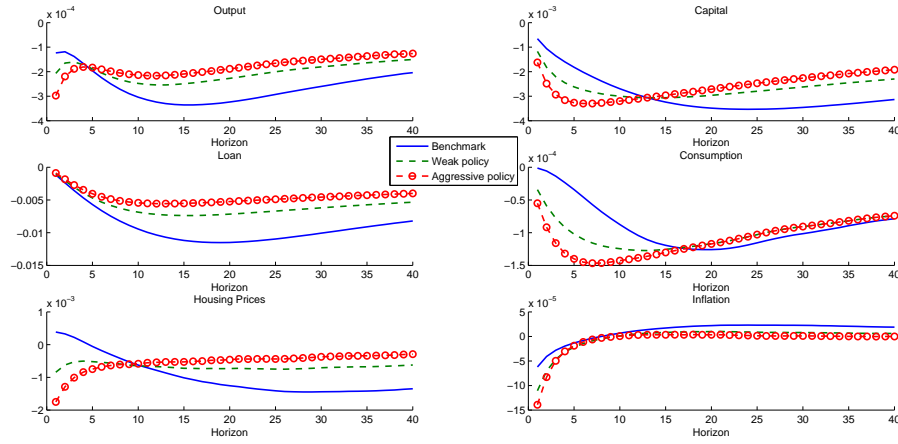 Output
x 10⁻⁴
0
−1
−2
−3
−4
0 5 10 15 20 25 30 35 40
Horizon
Capital
x 10⁻³
0
−1
−2
−3
−4
0 5 10 15 20 25 30 35 40
Horizon
Benchmark
Weak policy
Aggressive policy
Loan
0
−0.005
−0.01
−0.015
0 5 10 15 20 25 30 35 40
Horizon
Consumption
x 10⁻⁴
0
−0.5
−1
−1.5
0 5 10 15 20 25 30 35 40
Horizon
Housing Prices
x 10⁻³
1
0
−1
−2
0 5 10 15 20 25 30 35 40
Horizon
Inflation
x 10⁻⁵
5
0
−5
−10
−15
0 5 10 15 20 25 30 35 40
Horizon